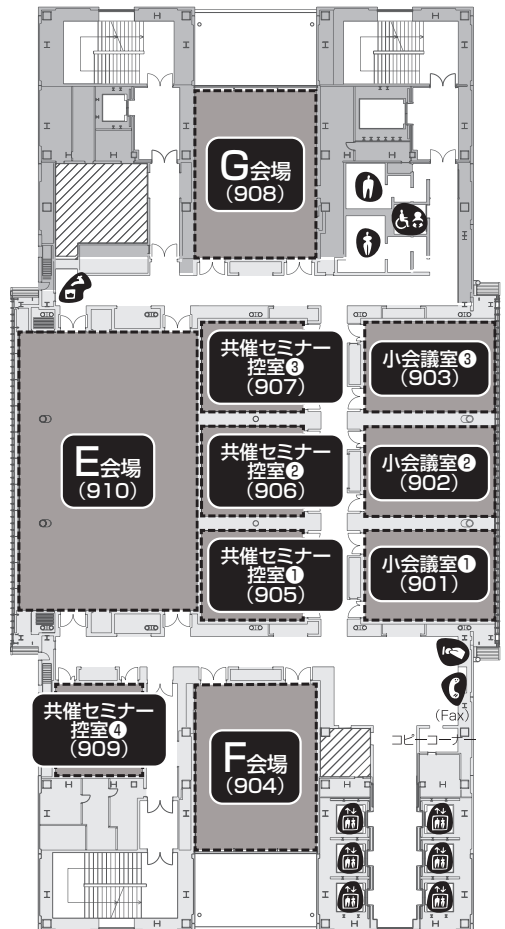 G会場
(908)
共催セミナー
控室❸
(907)
小会議室❸
(903)
E会場
(910)
共催セミナー
控室❷
(906)
小会議室❷
(902)
共催セミナー
控室❶
(905)
小会議室❶
(901)
共催セミナー
控室❹
(909)
F会場
(904)
(Fax)
コピーコーナー